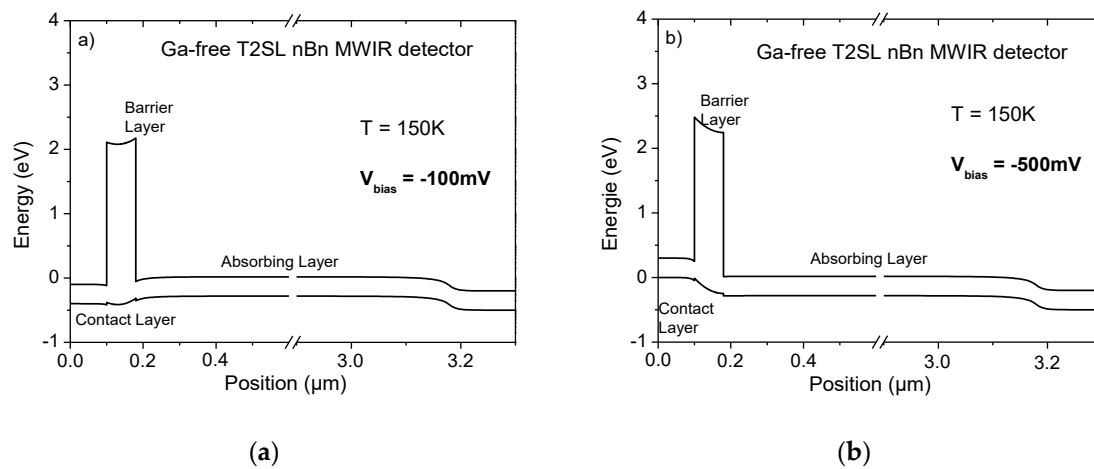 a)
Ga-free T2SL nBn MWIR detector
Barrier
Layer
T = 150K
V_bias = -100mV
Absorbing Layer
Contact Layer
Energy (eV)
4
3
2
1
0
-1
0.0 0.2 0.4 3.0 3.2
Position (µm)
(a)
b)
Ga-free T2SL nBn MWIR detector
Barrier
Layer
T = 150K
V_bias = -500mV
Absorbing Layer
Contact
Layer
Energie (eV)
4
3
2
1
0
-1
0.0 0.2 0.4 3.0 3.2
Position (µm)
(b)